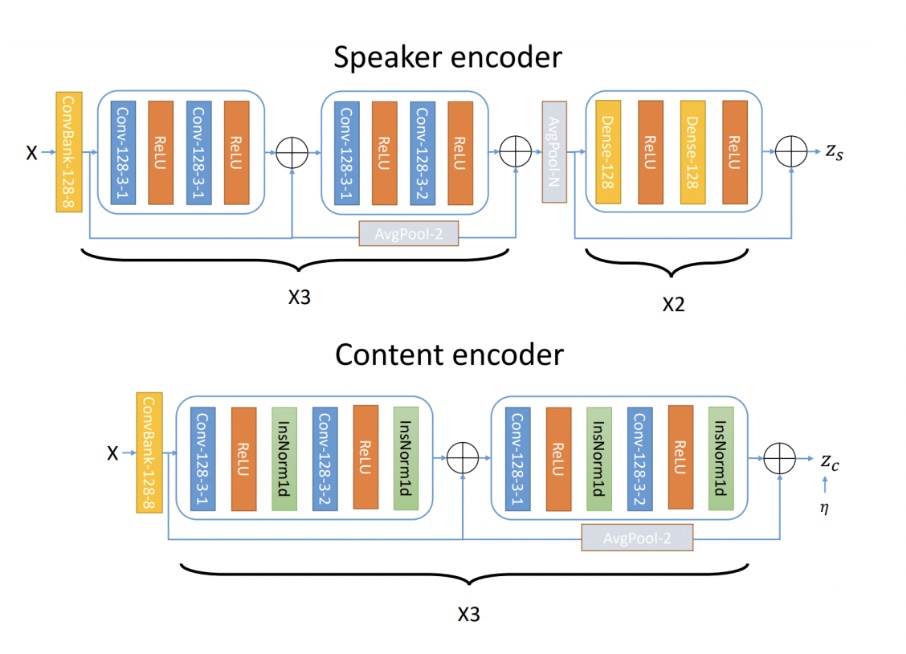 Speaker encoder
X
ConvBank-128-8
Conv-128-3-1
ReLU
Conv-128-3-1
ReLU
Conv-128-3-1
ReLU
Conv-128-3-2
ReLU
AvgPool-2
AvgPool-N
Dense-128
ReLU
Dense-128
ReLU
zₛ
X3
X2
Content encoder
X
ConvBank-128-8
Conv-128-3-1
ReLU
InsNorm1d
Conv-128-3-2
ReLU
InsNorm1d
Conv-128-3-1
ReLU
InsNorm1d
Conv-128-3-2
ReLU
InsNorm1d
AvgPool-2
z_c
η
X3